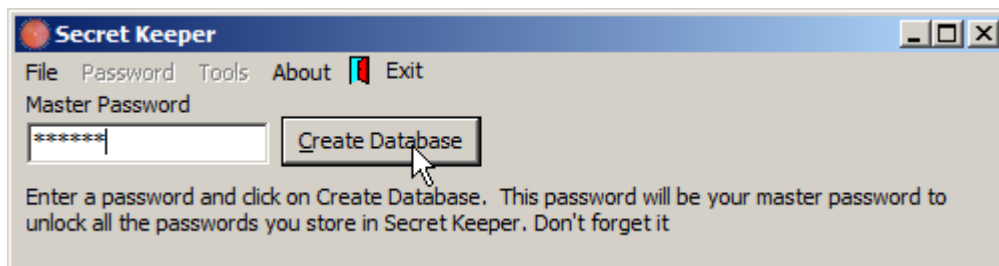 Secret Keeper
File Password Tools About Exit
Master Password
****** Create Database
Enter a password and click on Create Database. This password will be your master password to
unlock all the passwords you store in Secret Keeper. Don't forget it